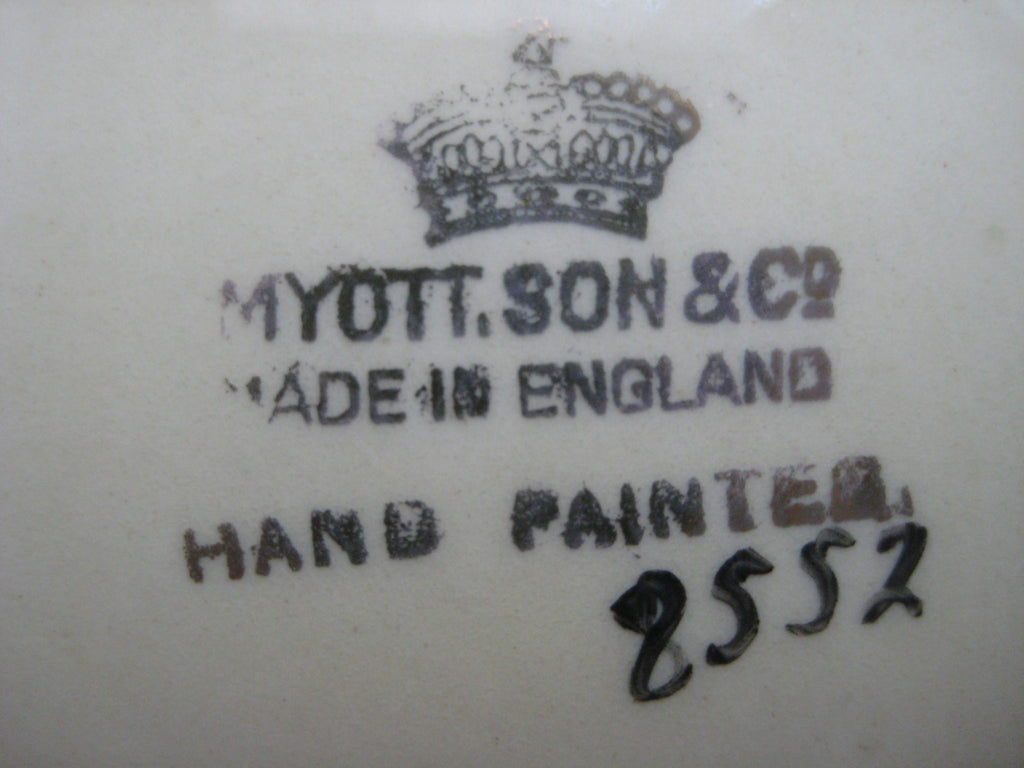 MYOTT. SON & Co
MADE IN ENGLAND
HAND PAINTED.
8552